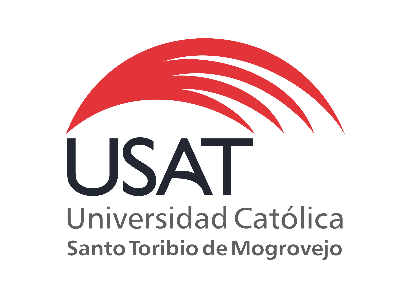 USAT
Universidad Católica
Santo Toribio de Mogrovejo